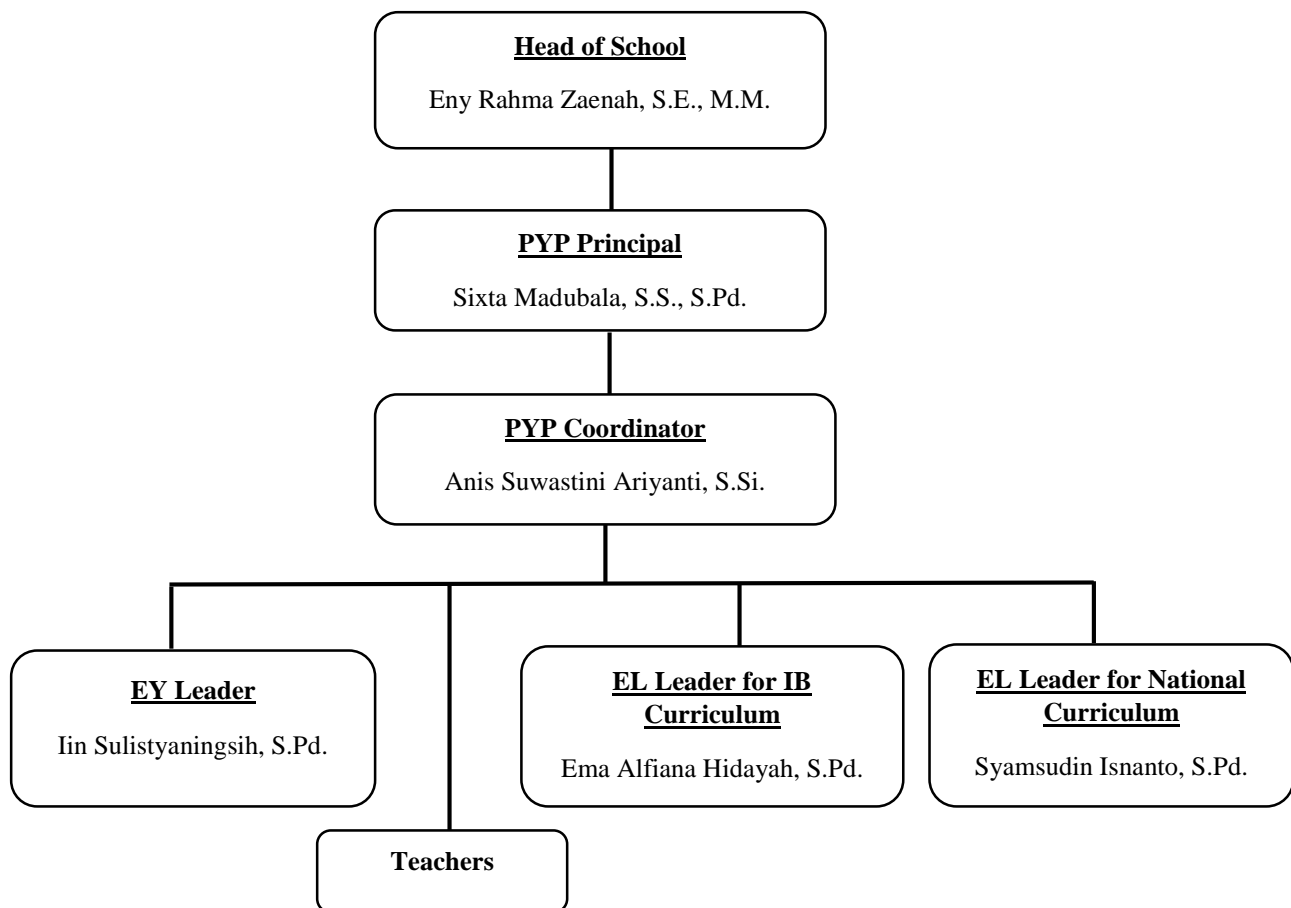 Head of School
Eny Rahma Zaenah, S.E., M.M.
PYP Principal
Sixta Madubala, S.S., S.Pd.
PYP Coordinator
Anis Suwastini Ariyanti, S.Si.
EY Leader
Iin Sulistyaningsih, S.Pd.
EL Leader for IB
Curriculum
Ema Alfiana Hidayah, S.Pd.
EL Leader for National
Curriculum
Syamsudin Isnanto, S.Pd.
Teachers